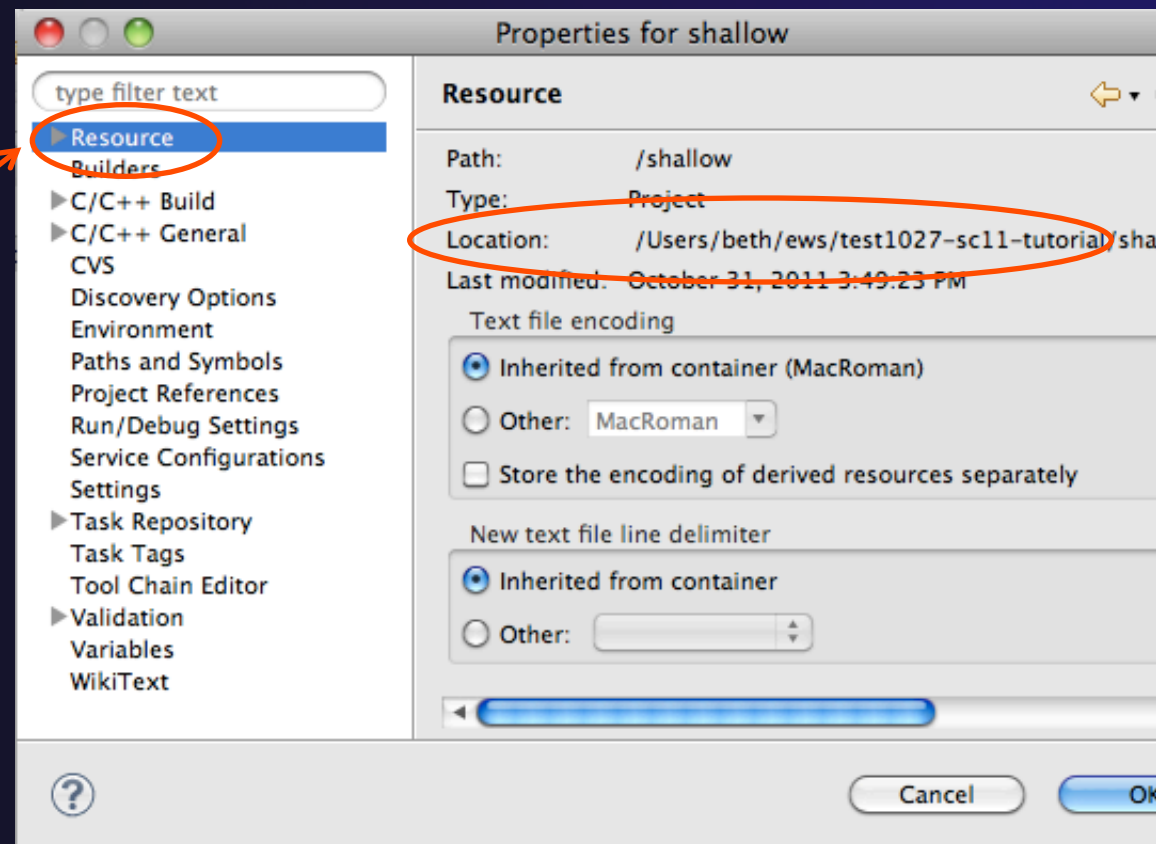 Properties for shallow
type filter text
Resource
Builders
C/C++ Build
C/C++ General
CVS
Discovery Options
Environment
Paths and Symbols
Project References
Run/Debug Settings
Service Configurations
Settings
Task Repository
Task Tags
Tool Chain Editor
Validation
Variables
WikiText
Resource
Path: /shallow
Type: Project
Location: /Users/beth/ews/test1027-sc11-tutorial/sha
Last modified: October 31, 2011 3:49:23 PM
Text file encoding
Inherited from container (MacRoman)
Other: MacRoman
Store the encoding of derived resources separately
New text file line delimiter
Inherited from container
Other:
?
Cancel
OK